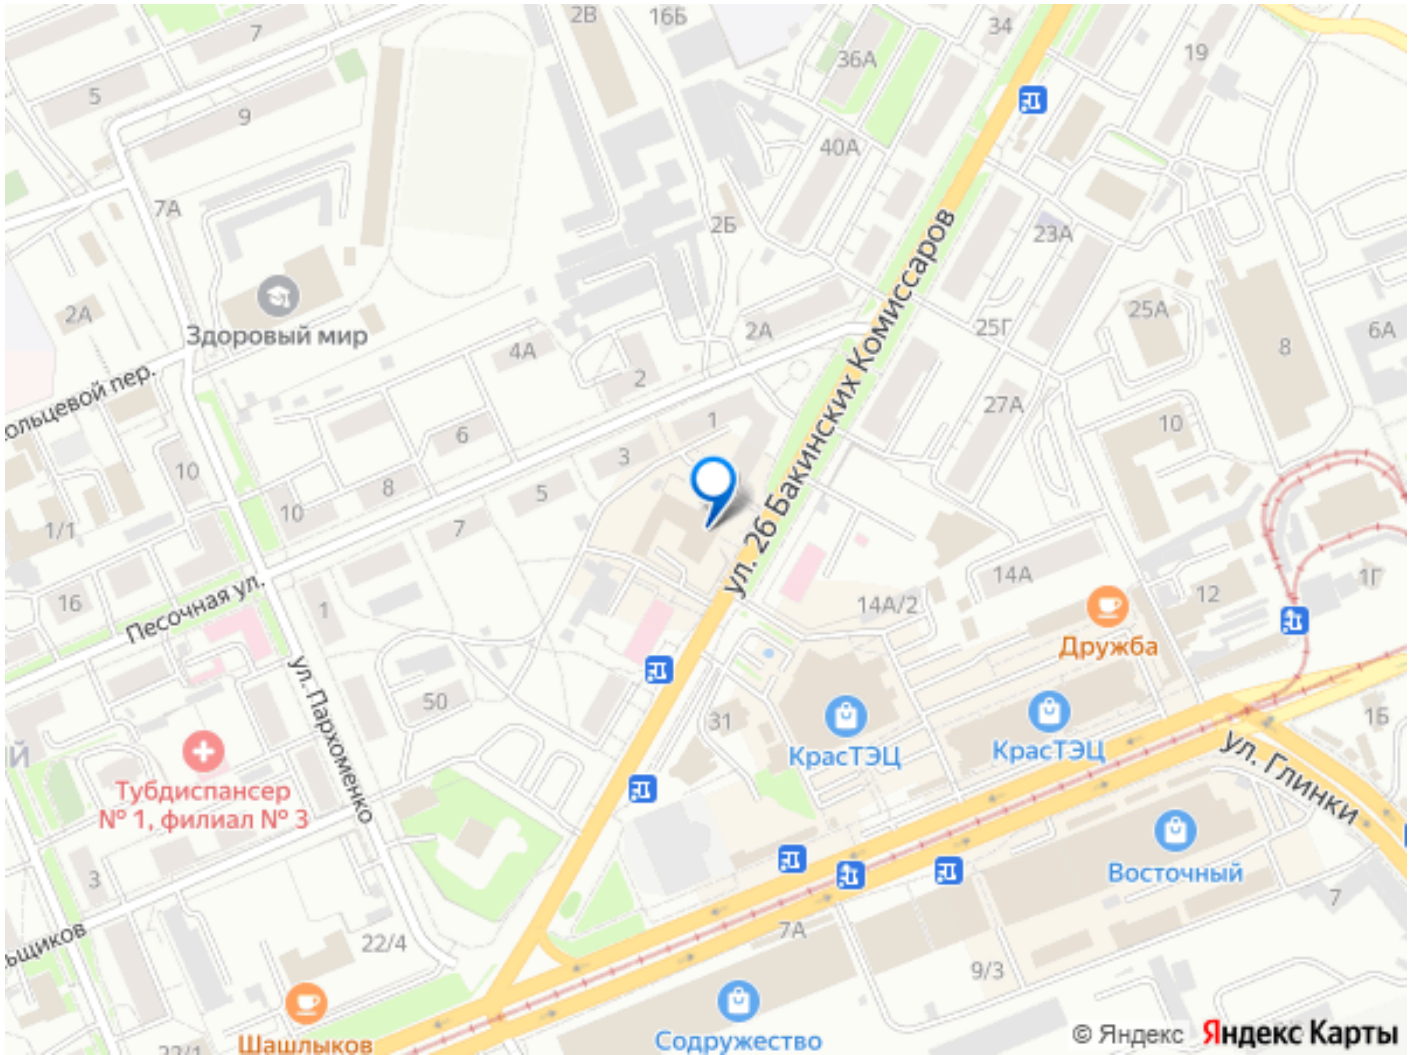 2В
16Б
34
7
36А
19
5
9
40А
7А
2Б
23А
ул. 26 Бакинских Комиссаров
2А
Здоровый мир
2А
25Г
25А
6А
4А
8
2
ольцевой пер.
27А
1
10
6
3
10
8
5
10
1/1
7
14А
1Г
16
Песочная ул.
1
14А/2
12
Дружба
ул. Пархоменко
50
31
КрасТЭЦ
КрасТЭЦ
1Б
ул. Глинки
Й
Тубдиспансер
№ 1, филиал № 3
3
Восточный
7
ьщиков
22/4
7А
9/3
Шашлыков
22/1
Содружество
© Яндекс Яндекс Карты